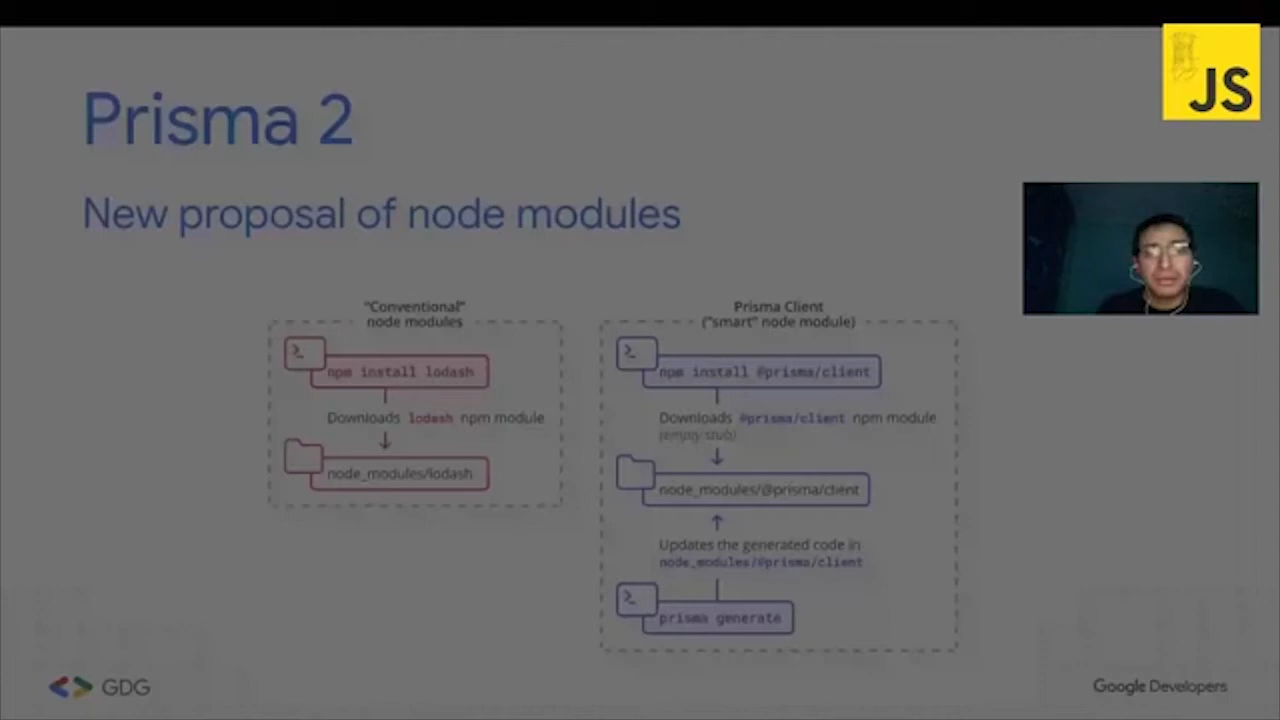 JS
Prisma 2
New proposal of node modules
"Conventional"
node modules
npm install lodash
Downloads lodash npm module
node_modules/lodash
Prisma Client
("smart" node module)
npm install @prisma/client
Downloads @prisma/client npm module
(empty stub)
node_modules/@prisma/client
Updates the generated code in
node_modules/@prisma/client
prisma generate
GDG
Google Developers